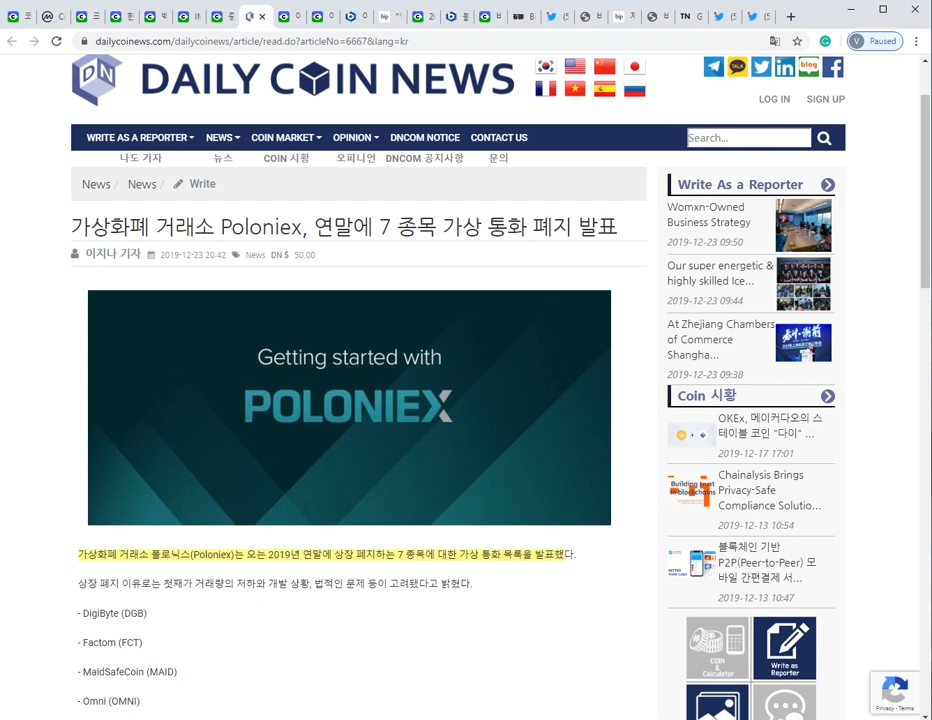 Paused
dailycoinews.com/dailycoinews/article/read.do?articleNo=6667&lang=kr
DN
DAILY COIN NEWS
TALK
blog
LOG IN
SIGN UP
WRITE AS A REPORTER
NEWS
COIN MARKET
OPINION
DNCOM NOTICE
CONTACT US
Search...
나도 기자
뉴스
COIN 시황
오피니언
DNCOM 공지사항
문의
News / News / Write
가상화폐 거래소 Poloniex, 연말에 7 종목 가상 통화 폐지 발표
이지나 기자 2019-12-23 20:42 News DN $ 50.00
Getting started with
POLONIEX
가상화폐 거래소 폴로닉스(Poloniex)는 오는 2019년 연말에 상장 폐지하는 7 종목에 대한 가상 통화 목록을 발표했다.
상장 폐지 이유로는 첫째가 거래량의 저하와 개발 상황, 법적인 문제 등이 고려됐다고 밝혔다.
- DigiByte (DGB)
- Factom (FCT)
- MaidSafeCoin (MAID)
- Omni (OMNI)
Write As a Reporter
Womxn-Owned
Business Strategy
2019-12-23 09:50
Our super energetic &
highly skilled Ice...
2019-12-23 09:44
At Zhejiang Chambers
of Commerce
Shangha...
2019-12-23 09:38
Coin 시황
OKEx, 메이커다오의 스
테이블 코인 "다이" ...
2019-12-17 17:01
Building trust
in blockchains
Chainalysis Brings
Privacy-Safe
Compliance Solutio...
2019-12-13 10:54
블록체인 기반
P2P(Peer-to-Peer) 모
바일 간편결제 서...
2019-12-13 10:47
COIN
&
Calculator
Write as
Reporter
Privacy - Terms